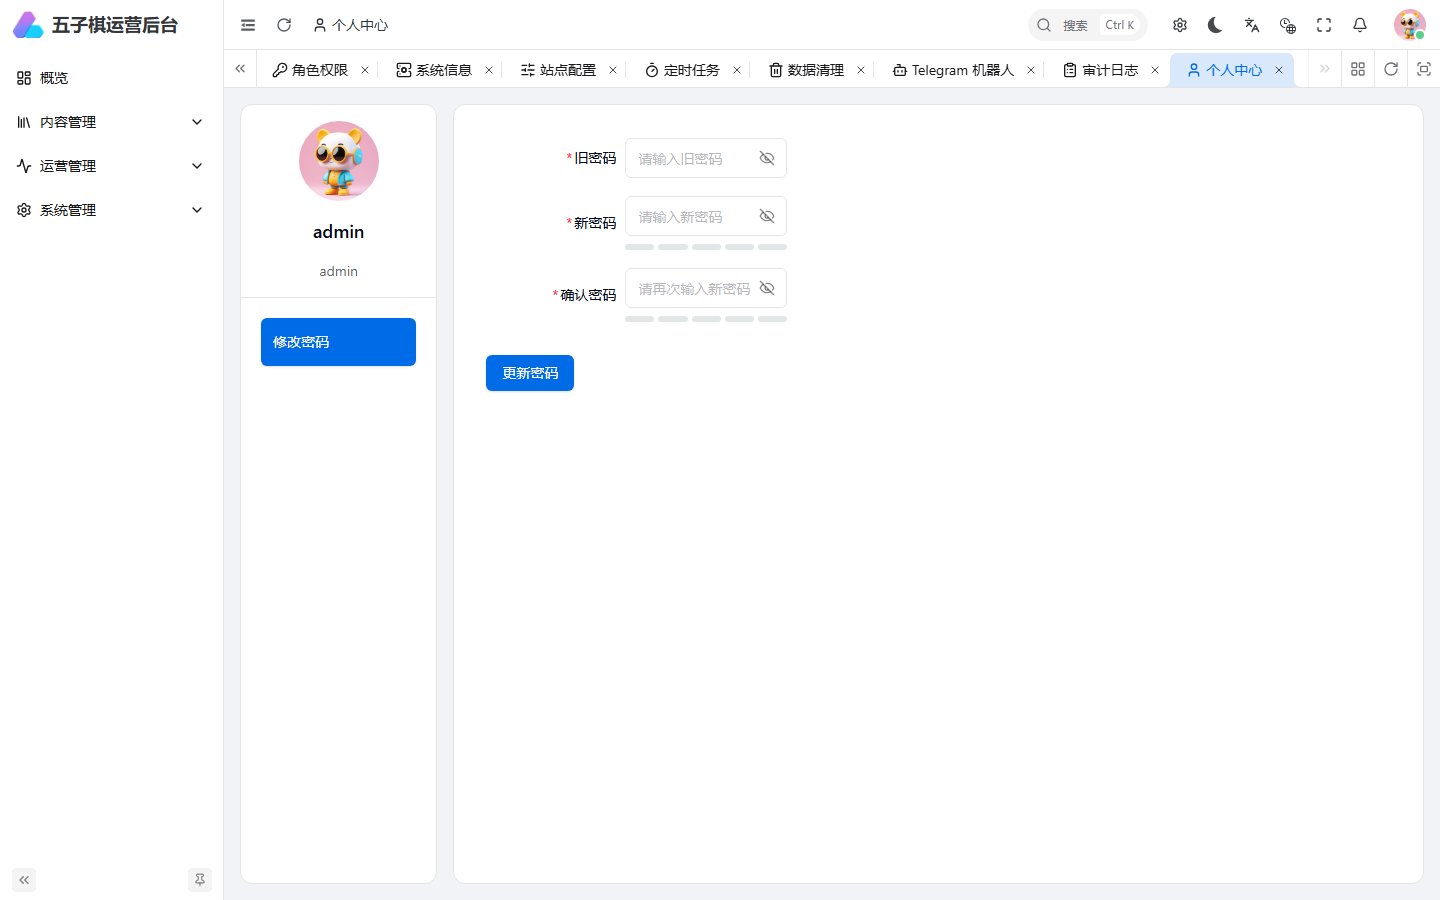 五子棋运营后台
个人中心
搜索
Ctrl K
角色权限
系统信息
站点配置
定时任务
数据清理
Telegram 机器人
审计日志
个人中心
概览
内容管理
运营管理
系统管理
admin
admin
修改密码
*旧密码
请输入旧密码
*新密码
请输入新密码
*确认密码
请再次输入新密码
更新密码